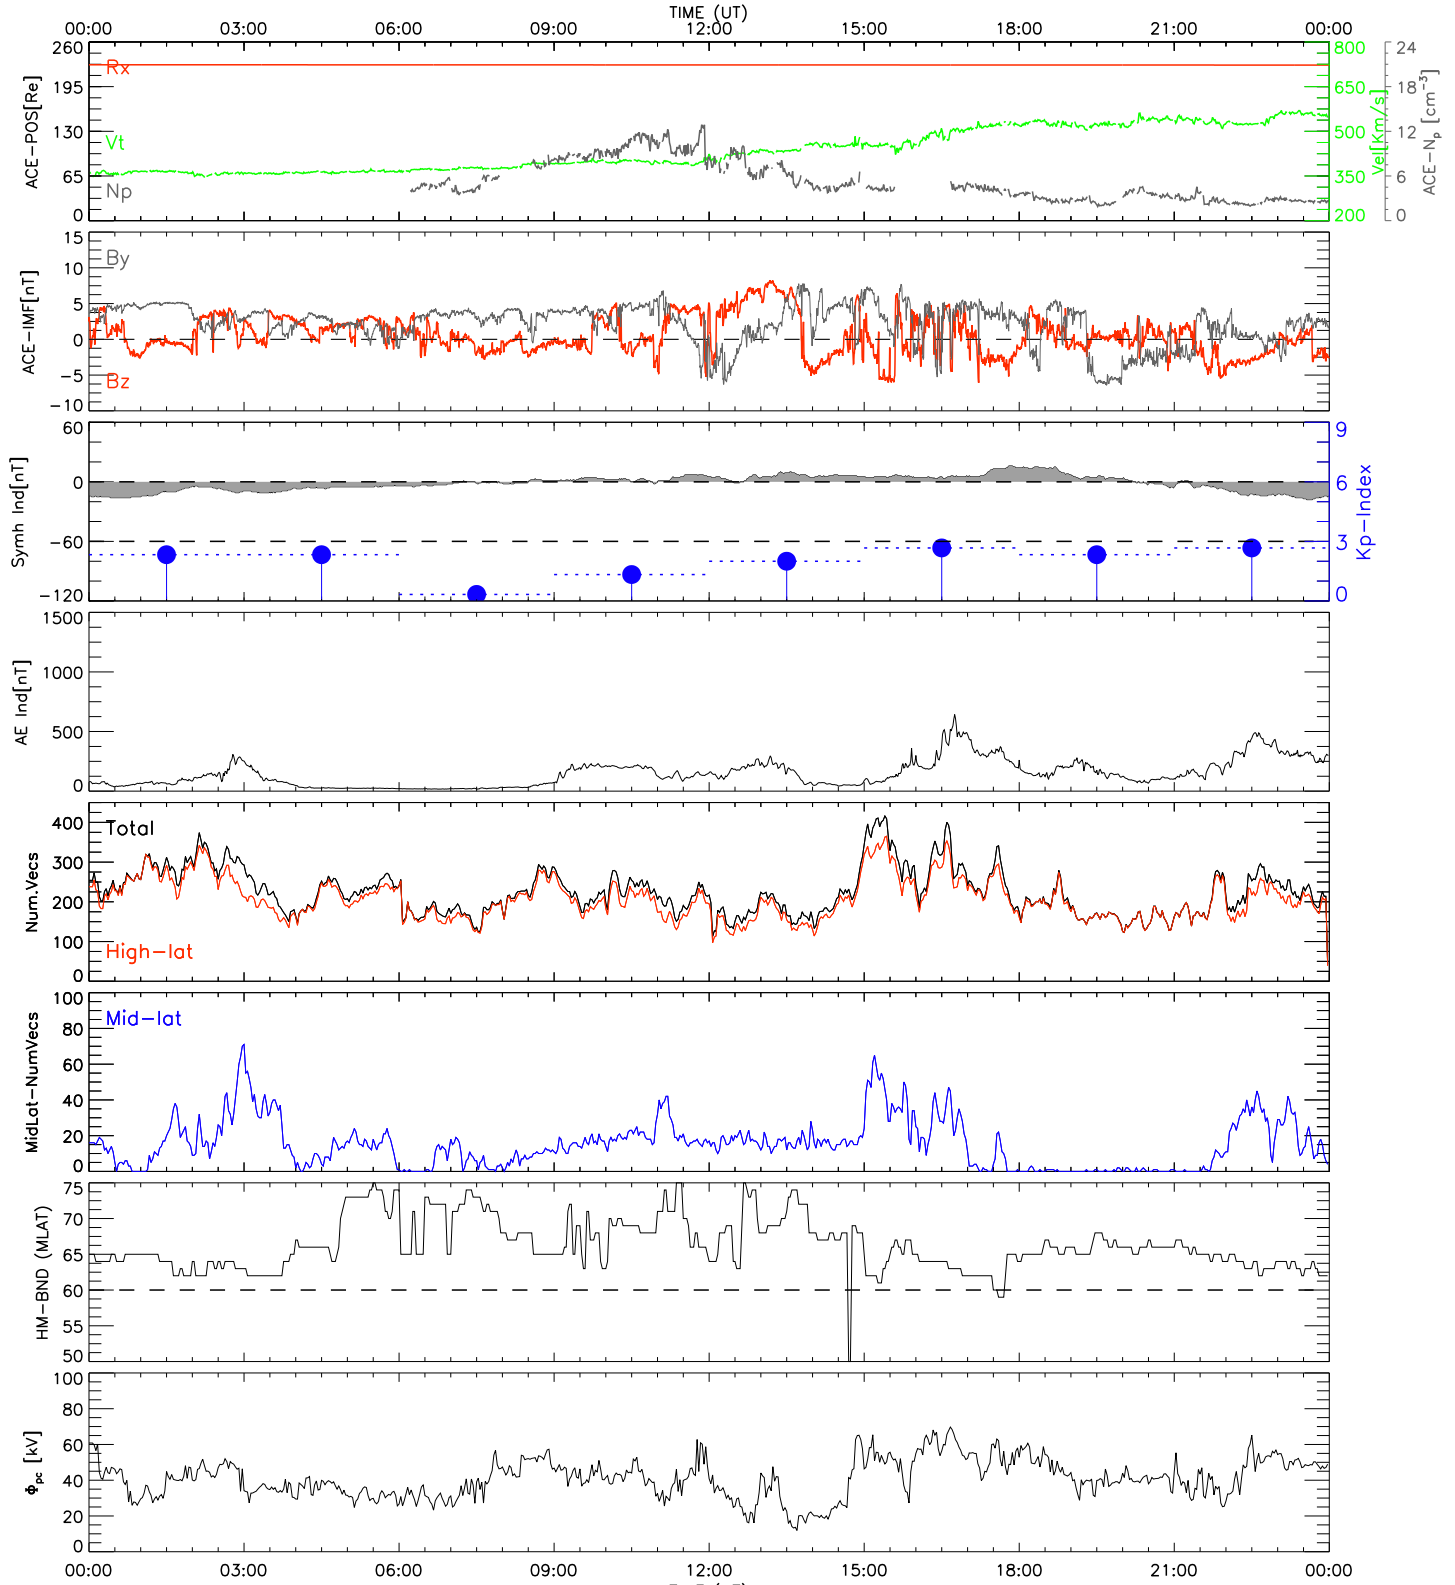 TIME (UT)
00:00 03:00 06:00 09:00 12:00 15:00 18:00 21:00 00:00
ACE-POS[Re]
260
195
130
65
0
Rx
Vt
Np
800
650
500
350
200
Vel[Km/s]
24
18
12
6
0
ACE-Np [cm-3]
ACE-IMF[nT]
15
10
5
0
-5
-10
By
Bz
Symh Ind[nT]
60
0
-60
-120
9
6
3
0
Kp-Index
AE Ind[nT]
1500
1000
500
0
Num.Vecs
400
300
200
100
0
Total
High-lat
MidLat-NumVecs
100
80
60
40
20
0
Mid-lat
HM-BND (MLAT)
75
70
65
60
55
50
Φpc [kV]
100
80
60
40
20
0
00:00 03:00 06:00 09:00 12:00 15:00 18:00 21:00 00:00